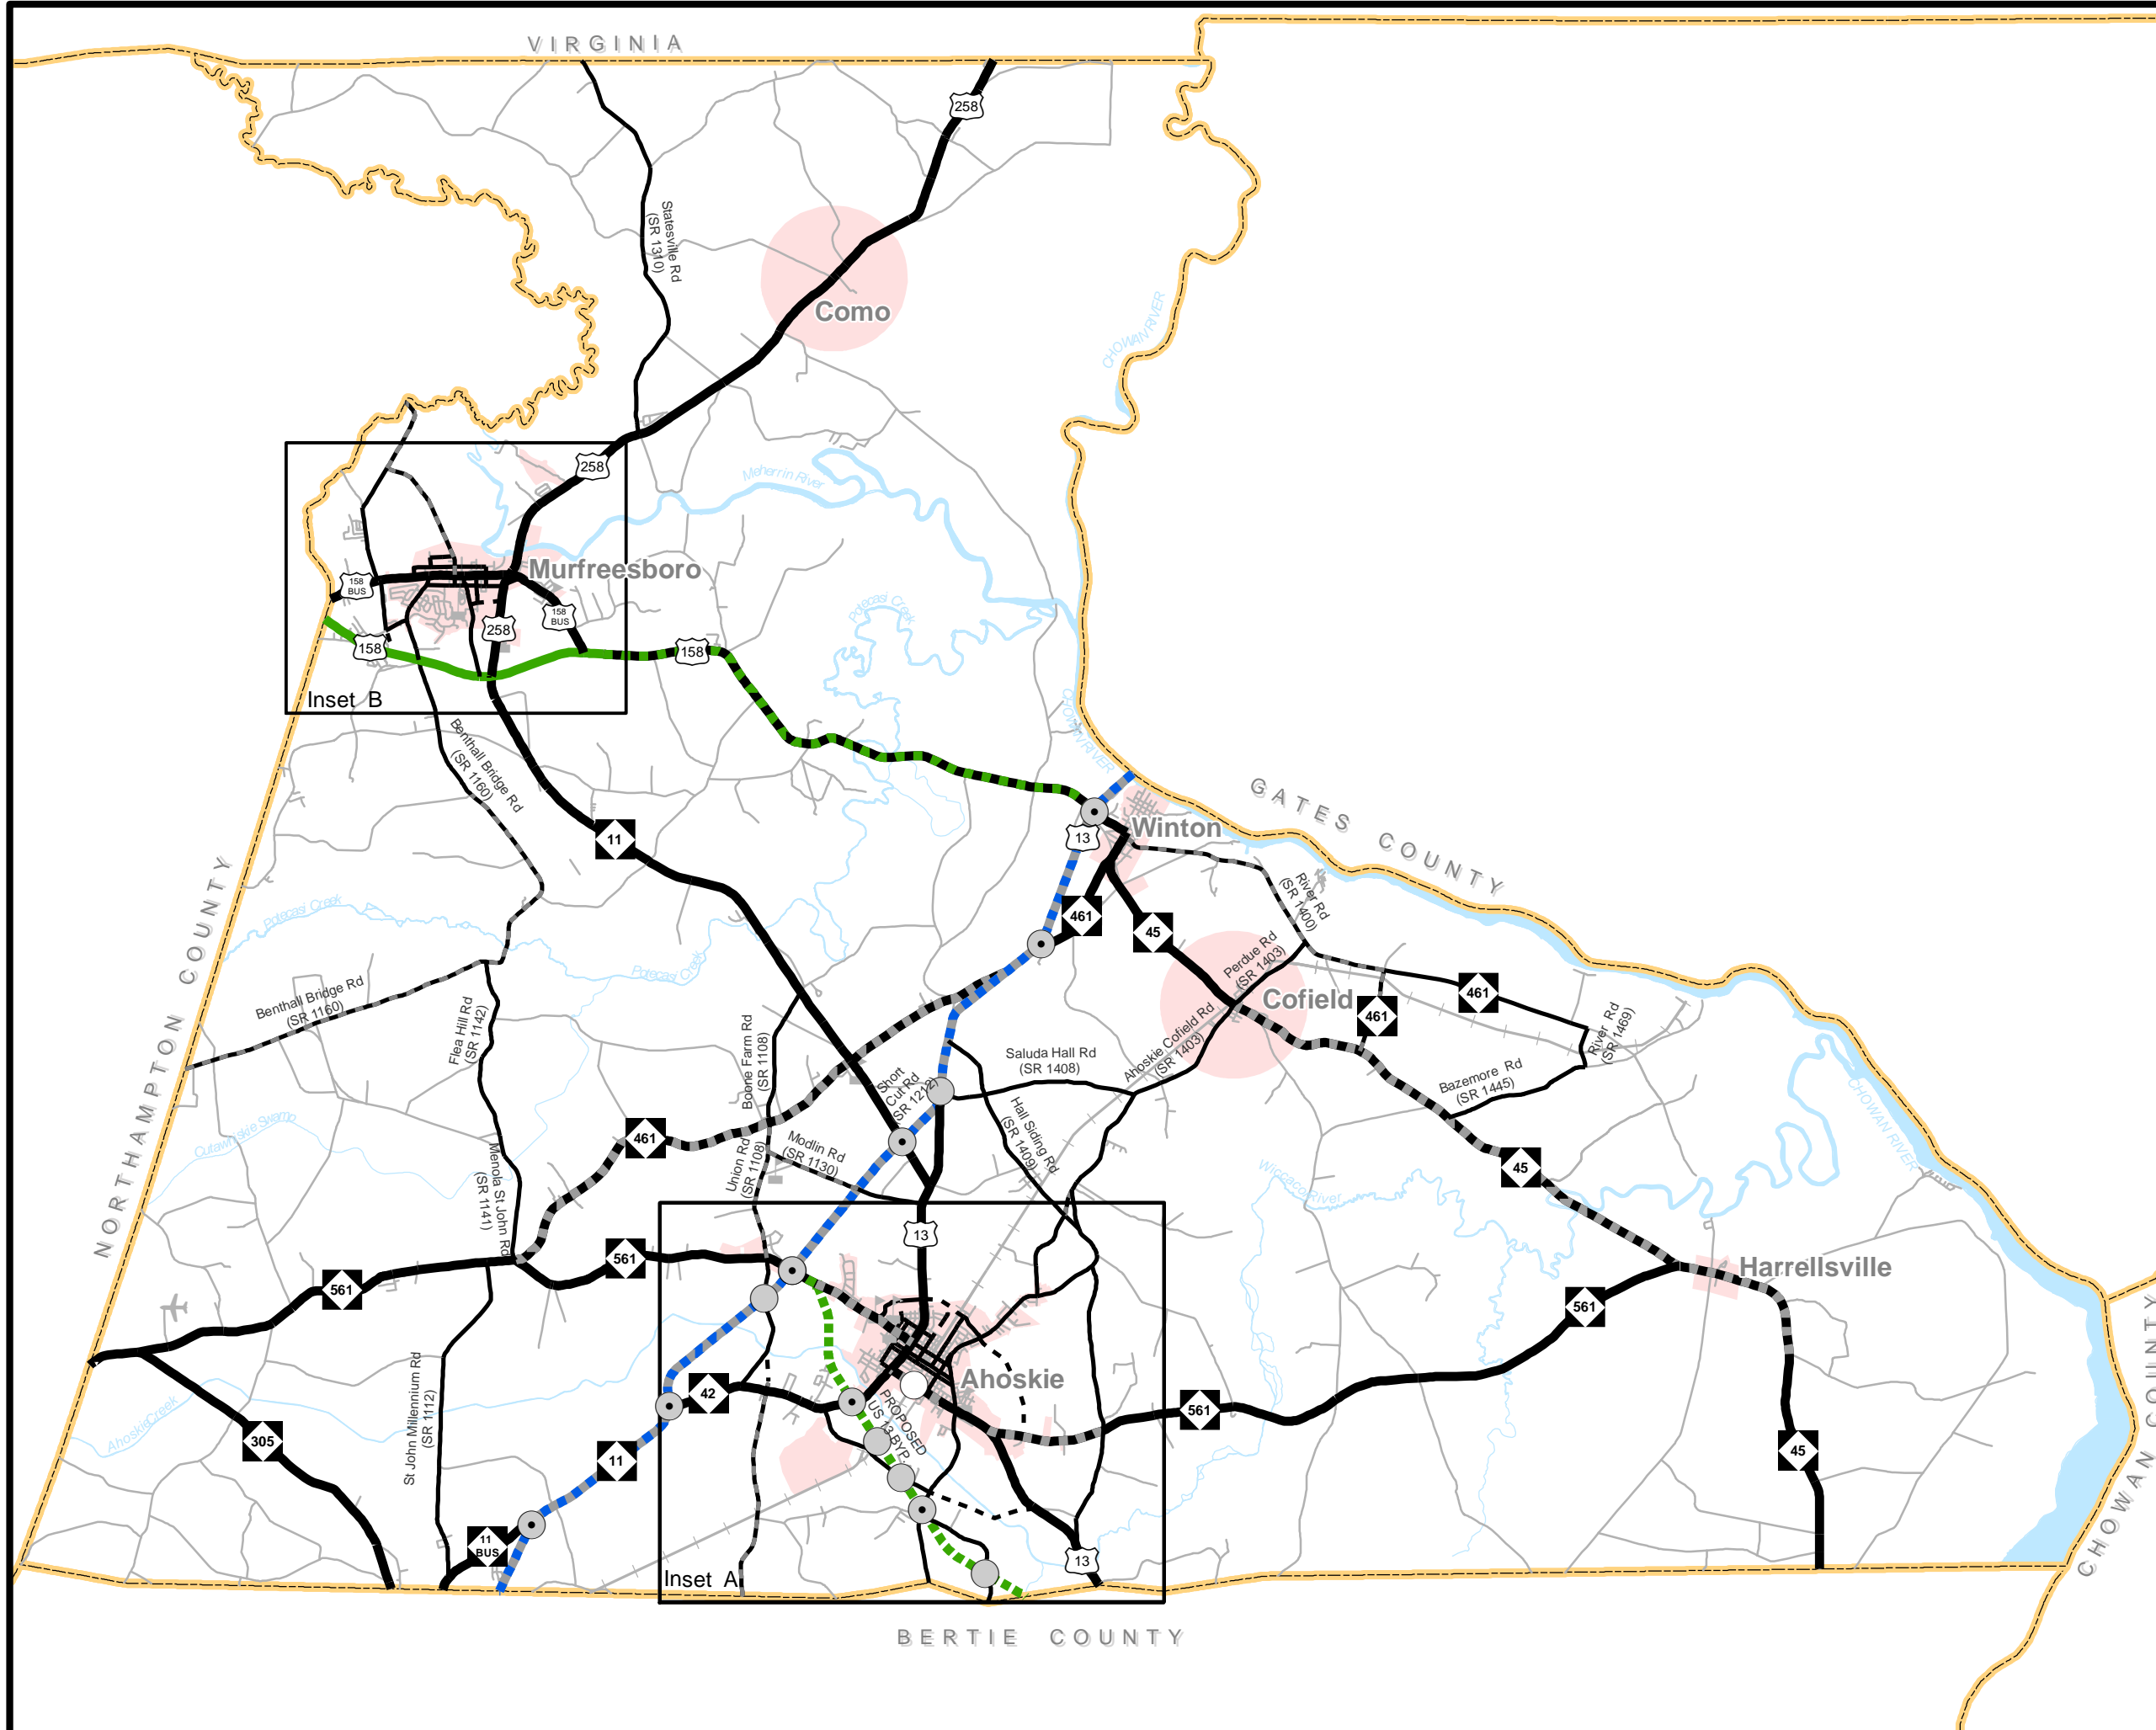 VIRGINIA
258
Statesville Rd
(SR 1310)
Como
CHOWAN RIVER
258
Meherrin River
Murfreesboro
158
BUS
158
BUS
258
158
158
Inset B
Potecasi Creek
CHOWAN RIVER
Benthall Bridge Rd
(SR 1160)
GATES COUNTY
11
13
Winton
River Rd
(SR 1400)
NORTHAMPTON COUNTY
461
45
Potecasi Creek
Potecasi Creek
Perdue Rd
(SR 1403)
Cofield
461
461
Benthall Bridge Rd
(SR 1160)
Flea Hill Rd
(SR 1142)
Boone Farm Rd
(SR 1108)
River Rd
(SR 1469)
Saluda Hall Rd
(SR 1408)
Ahoskie Cofield Rd
(SR 1403)
Short
Cut Rd
(SR 1212)
Bazemore Rd
(SR 1445)
CHOWAN RIVER
Cutawhiskie Swamp
461
Modlin Rd
(SR 1130)
Union Rd
(SR 1108)
Hall Siding Rd
(SR 1409)
Menola St John Rd
(SR 1141)
Wiccacon River
45
13
561
561
Harrellsville
561
St John Millennium Rd
(SR 1112)
42
Ahoskie
561
PROPOSED
US 13 BYP.
Ahoskie Creek
305
11
45
11
BUS
13
Inset A
CHOWAN COUNTY
BERTIE COUNTY